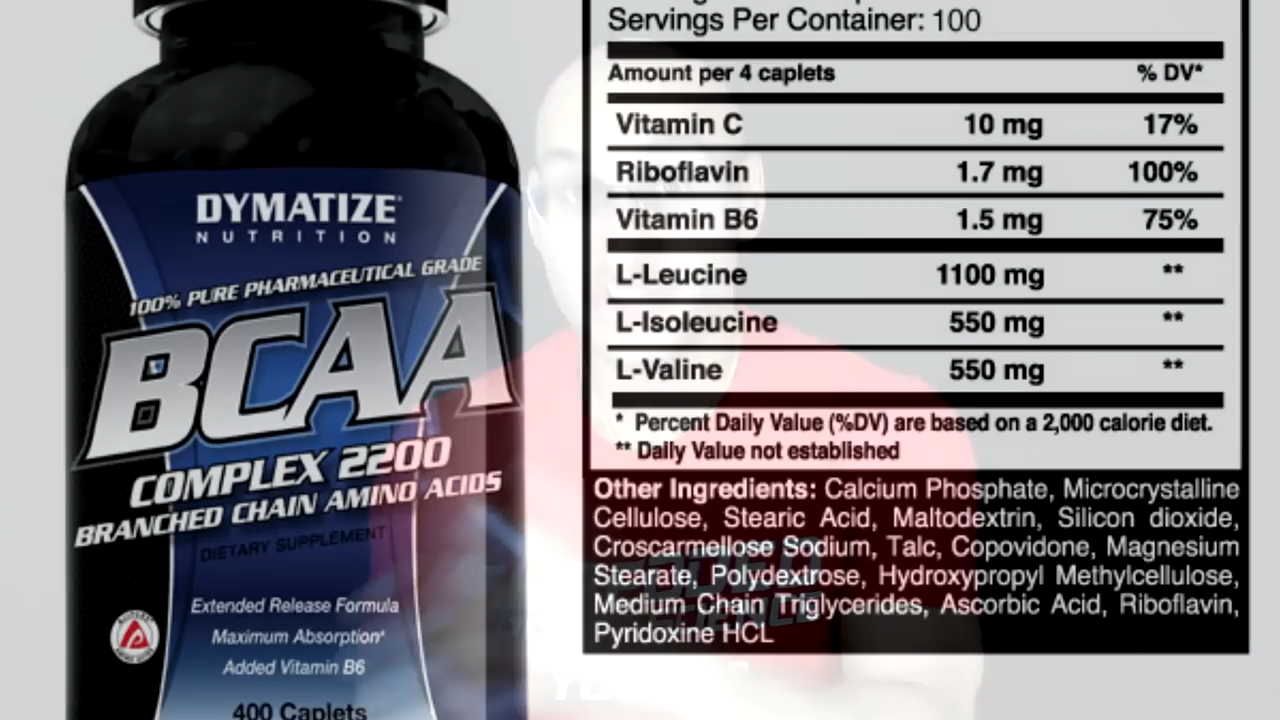 DYMATIZE
NUTRITION
100% PURE PHARMACEUTICAL GRADE
BCAA
COMPLEX 2200
BRANCHED CHAIN AMINO ACIDS
DIETARY SUPPLEMENT
Extended Release Formula
Maximum Absorption*
Added Vitamin B6
400 Caplets
Servings Per Container: 100
Amount per 4 caplets % DV*
Vitamin C 10 mg 17%
Riboflavin 1.7 mg 100%
Vitamin B6 1.5 mg 75%
L-Leucine 1100 mg **
L-Isoleucine 550 mg **
L-Valine 550 mg **
* Percent Daily Value (%DV) are based on a 2,000 calorie diet.
** Daily Value not established
Other Ingredients: Calcium Phosphate, Microcrystalline
Cellulose, Stearic Acid, Maltodextrin, Silicon dioxide,
Croscarmellose Sodium, Talc, Copovidone, Magnesium
Stearate, Polydextrose, Hydroxypropyl Methylcellulose,
Medium Chain Triglycerides, Ascorbic Acid, Riboflavin,
Pyridoxine HCL